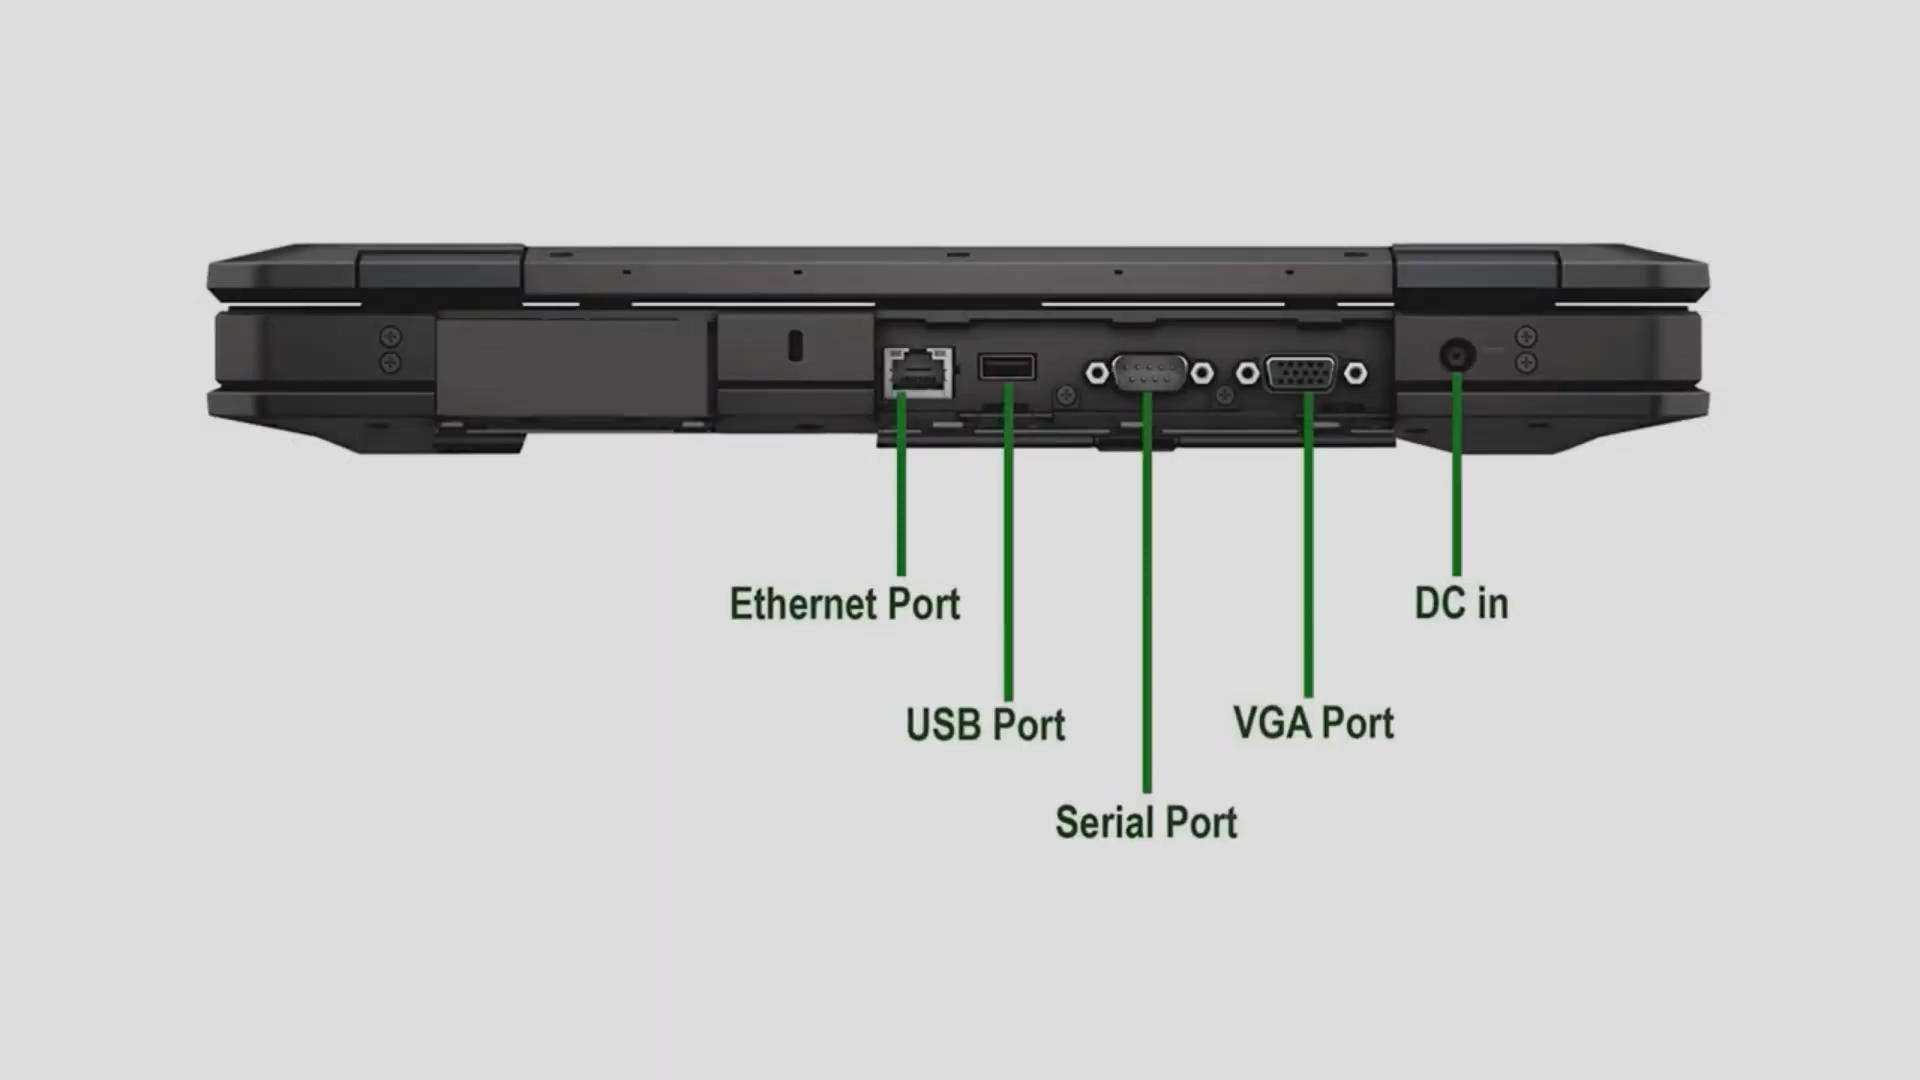 Ethernet Port
DC in
USB Port
VGA Port
Serial Port